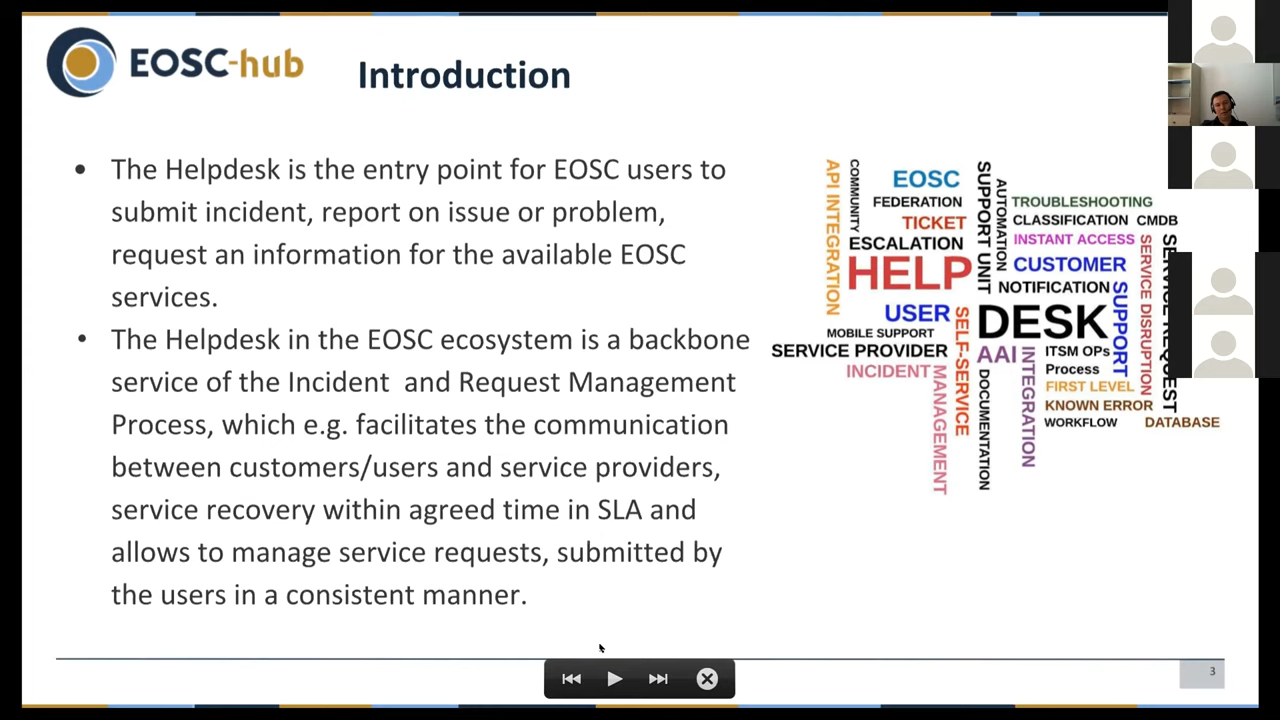 EOSC-hub
Introduction
• The Helpdesk is the entry point for EOSC users to
submit incident, report on issue or problem,
request an information for the available EOSC
services.
• The Helpdesk in the EOSC ecosystem is a backbone
service of the Incident and Request Management
Process, which e.g. facilitates the communication
between customers/users and service providers,
service recovery within agreed time in SLA and
allows to manage service requests, submitted by
the users in a consistent manner.
API INTEGRATION
COMMUNITY
EOSC
FEDERATION
TICKET
ESCALATION
HELP
USER
MOBILE SUPPORT
SERVICE PROVIDER
INCIDENT
MANAGEMENT
SELF-SERVICE
SUPPORT UNIT
AUTOMATION
TROUBLESHOOTING
CLASSIFICATION
CMDB
INSTANT ACCESS
CUSTOMER
NOTIFICATION
DESK
SUPPORT
SERVICE DISRUPTION
AAI
INTEGRATION
DOCUMENTATION
ITSM OPs
Process
FIRST LEVEL
KNOWN ERROR
WORKFLOW
DATABASE
3